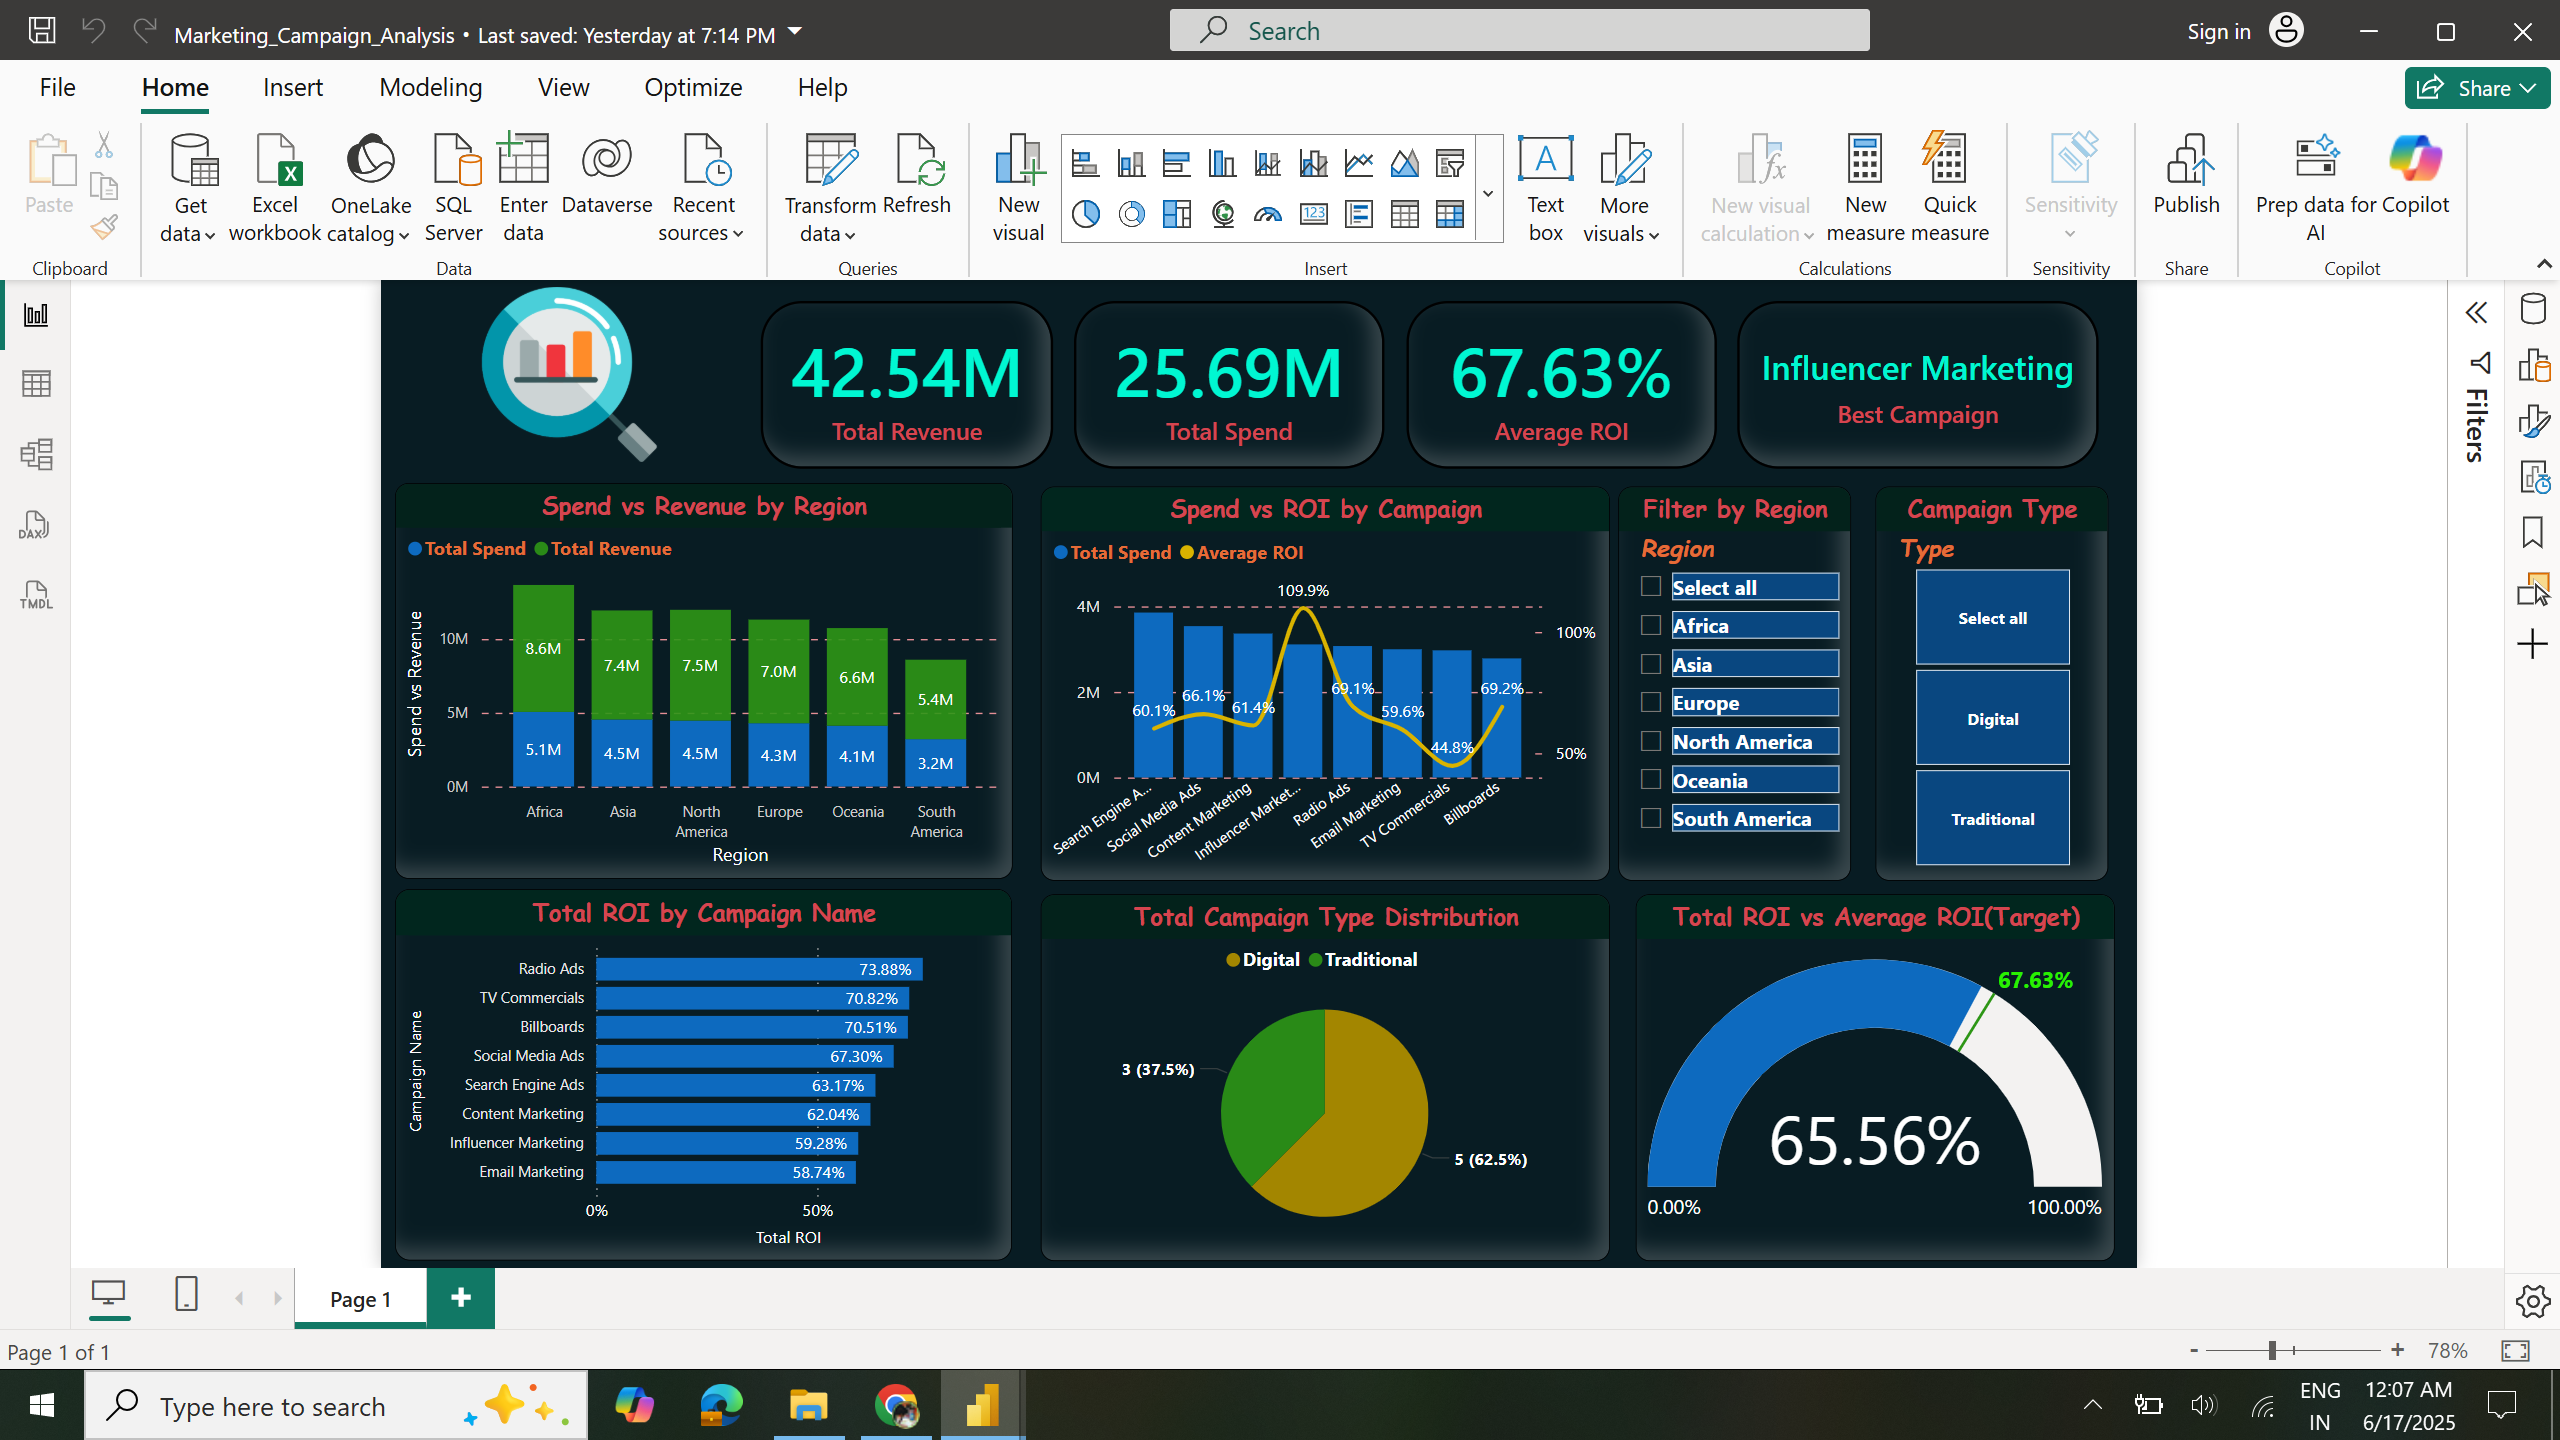 Marketing_Campaign_Analysis • Last saved: Yesterday at 7:14 PM
Search
Sign in
File
Home
Insert
Modeling
View
Optimize
Help
Share
Paste
Get data
Excel workbook
OneLake catalog
SQL Server
Enter data
Dataverse
Recent sources
Transform data
Refresh
New visual
Text box
More visuals
New visual calculation
New measure
Quick measure
Sensitivity
Publish
Prep data for AI
Copilot
Clipboard
Data
Queries
Insert
Calculations
Sensitivity
Share
Copilot
X
123
A
fx
DAX
TMDL
Filters
42.54M
Total Revenue
25.69M
Total Spend
67.63%
Average ROI
Influencer Marketing
Best Campaign
Spend vs Revenue by Region
Total Spend
Total Revenue
Spend vs Revenue
10M
5M
0M
8.6M
7.4M
7.5M
7.0M
6.6M
5.4M
5.1M
4.5M
4.5M
4.3M
4.1M
3.2M
Africa
Asia
North America
Europe
Oceania
South America
Region
Spend vs ROI by Campaign
Total Spend
Average ROI
4M
2M
0M
100%
50%
60.1%
66.1%
61.4%
109.9%
69.1%
59.6%
44.8%
69.2%
Search Engine A...
Social Media Ads
Content Marketing
Influencer Market...
Radio Ads
Email Marketing
TV Commercials
Billboards
Filter by Region
Region
Select all
Africa
Asia
Europe
North America
Oceania
South America
Campaign Type
Type
Select all
Digital
Traditional
Total ROI by Campaign Name
Campaign Name
Radio Ads
73.88%
TV Commercials
70.82%
Billboards
70.51%
Social Media Ads
67.30%
Search Engine Ads
63.17%
Content Marketing
62.04%
Influencer Marketing
59.28%
Email Marketing
58.74%
0%
50%
Total ROI
Total Campaign Type Distribution
Digital
Traditional
3 (37.5%)
5 (62.5%)
Total ROI vs Average ROI(Target)
67.63%
65.56%
0.00%
100.00%
Page 1
Page 1 of 1
78%
Type here to search
ENG
IN
12:07 AM
6/17/2025